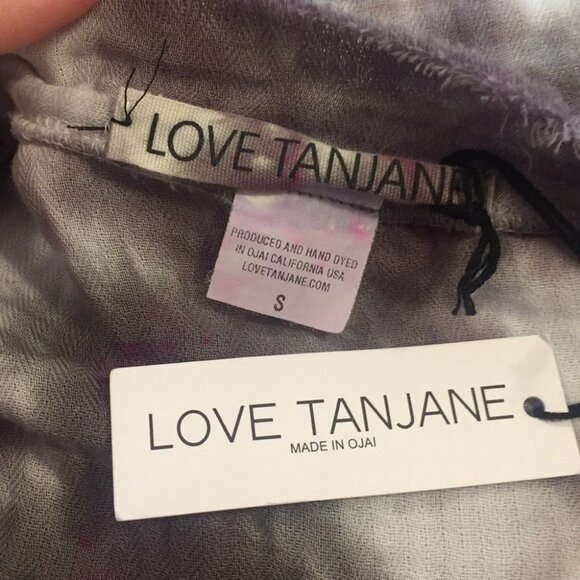 LOVE TANJANE
PRODUCED AND HAND DYED
IN OJAI CALIFORNIA USA
LOVETANJANE.COM
S
LOVE TANJANE
MADE IN OJAI